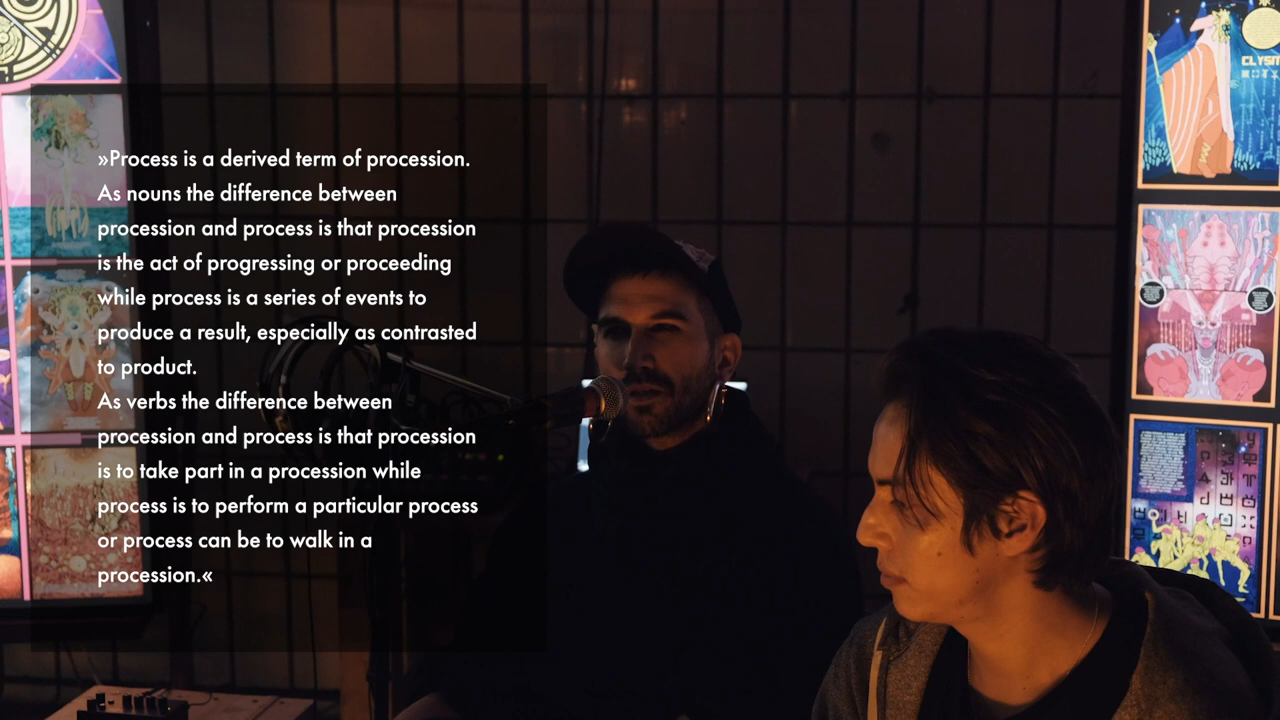 »Process is a derived term of procession.
As nouns the difference between
procession and process is that procession
is the act of progressing or proceeding
while process is a series of events to
produce a result, especially as contrasted
to product.
As verbs the difference between
procession and process is that procession
is to take part in a procession while
process is to perform a particular process
or process can be to walk in a
procession.«